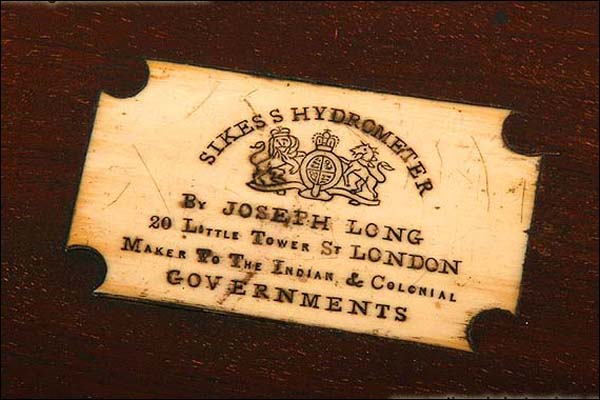 SIKES S HYDROMETER
BY JOSEPH LONG
20 LITTLE TOWER ST LONDON
MAKER TO THE INDIAN, & COLONIAL
GOVERNMENTS